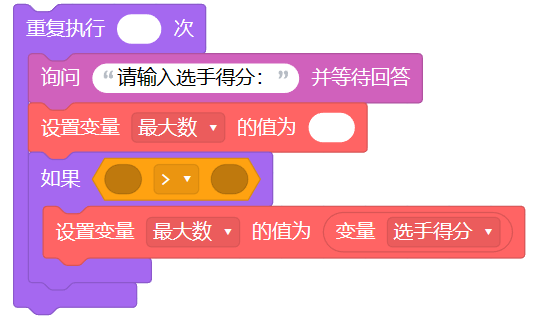 重复执行 次
询问 “请输入选手得分：” 并等待回答
设置变量 最大数 ▼ 的值为
如果 > ▼
设置变量 最大数 ▼ 的值为 变量 选手得分 ▼